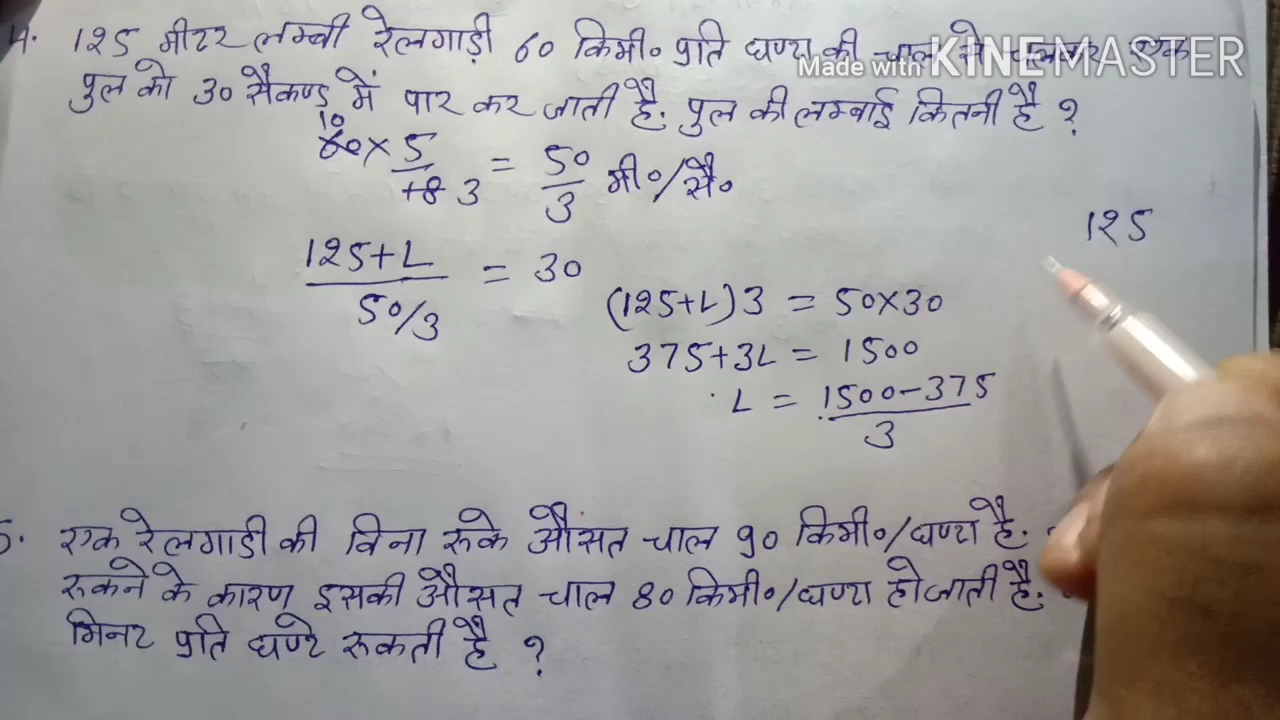 4. 125 मीटर लम्बी रेलगाड़ी 60 किमी० प्रति घण्टा की चाल से चलकर एक
Made with KINEMASTER
पुल को 30 सैकण्ड में पार कर जाती है. पुल की लम्बाई कितनी है ?
10
60 × 5/18 3 = 50/3 मी०/सै०
125
(125+L)/(50/3) = 30
(125+L)3 = 50×30
375+3L = 1500
L = (1500-375)/3
5. एक रेलगाडी की बिना रूके औसत चाल 90 किमी०/घण्टा है.
रूकने के कारण इसकी औसत चाल 80 किमी०/घण्टा हो जाती है.
मिनट प्रति घण्टे रूकती है ?